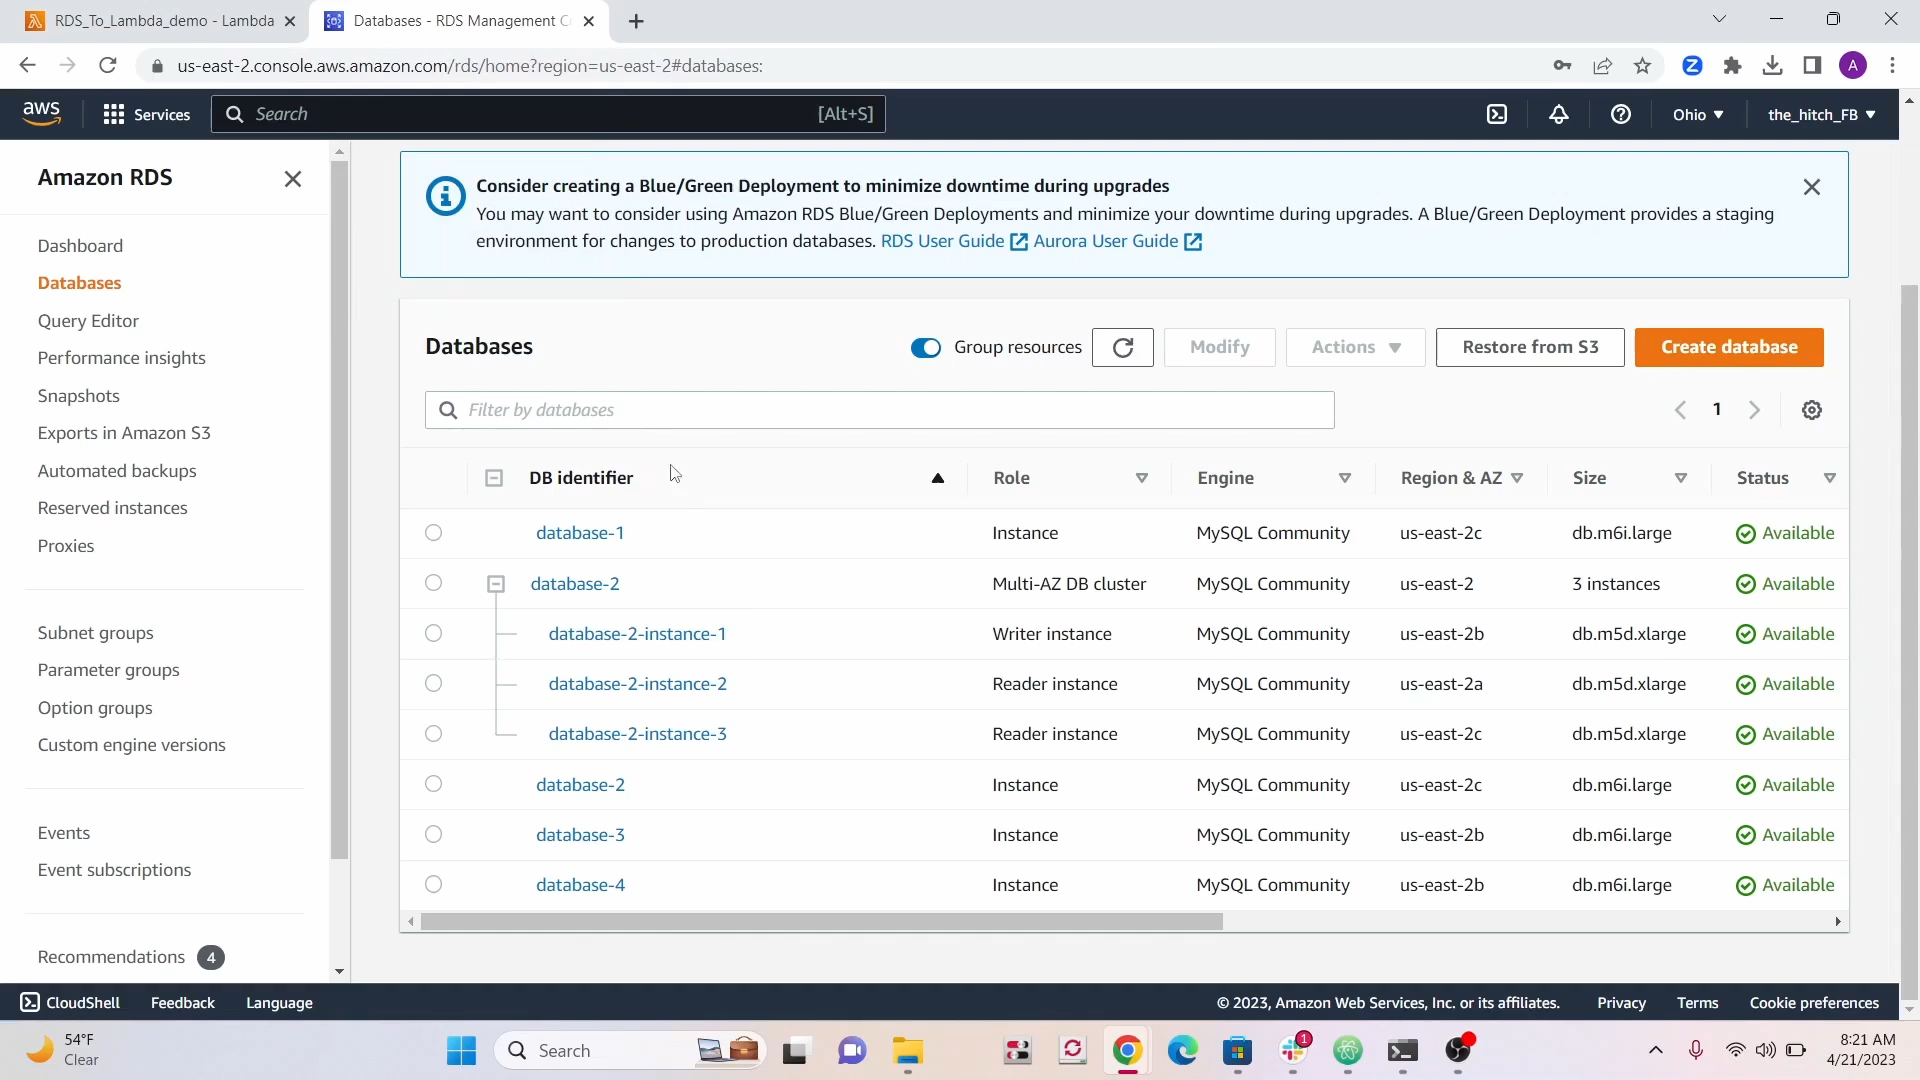 RDS_To_Lambda_demo - Lambda
Databases - RDS Management C
us-east-2.console.aws.amazon.com/rds/home?region=us-east-2#databases:
A
aws
Services
Search
[Alt+S]
Ohio
the_hitch_FB
Amazon RDS
Dashboard
Databases
Query Editor
Performance insights
Snapshots
Exports in Amazon S3
Automated backups
Reserved instances
Proxies
Subnet groups
Parameter groups
Option groups
Custom engine versions
Events
Event subscriptions
Recommendations 4
Consider creating a Blue/Green Deployment to minimize downtime during upgrades
You may want to consider using Amazon RDS Blue/Green Deployments and minimize your downtime during upgrades. A Blue/Green Deployment provides a staging
environment for changes to production databases. RDS User Guide Aurora User Guide
Databases
Group resources
Modify
Actions
Restore from S3
Create database
Filter by databases
1
DB identifier Role Engine Region & AZ Size Status
database-1 Instance MySQL Community us-east-2c db.m6i.large Available
database-2 Multi-AZ DB cluster MySQL Community us-east-2 3 instances Available
database-2-instance-1 Writer instance MySQL Community us-east-2b db.m5d.xlarge Available
database-2-instance-2 Reader instance MySQL Community us-east-2a db.m5d.xlarge Available
database-2-instance-3 Reader instance MySQL Community us-east-2c db.m5d.xlarge Available
database-2 Instance MySQL Community us-east-2c db.m6i.large Available
database-3 Instance MySQL Community us-east-2b db.m6i.large Available
database-4 Instance MySQL Community us-east-2b db.m6i.large Available
CloudShell
Feedback
Language
© 2023, Amazon Web Services, Inc. or its affiliates.
Privacy
Terms
Cookie preferences
54°F
Clear
Search
1
8:21 AM
4/21/2023